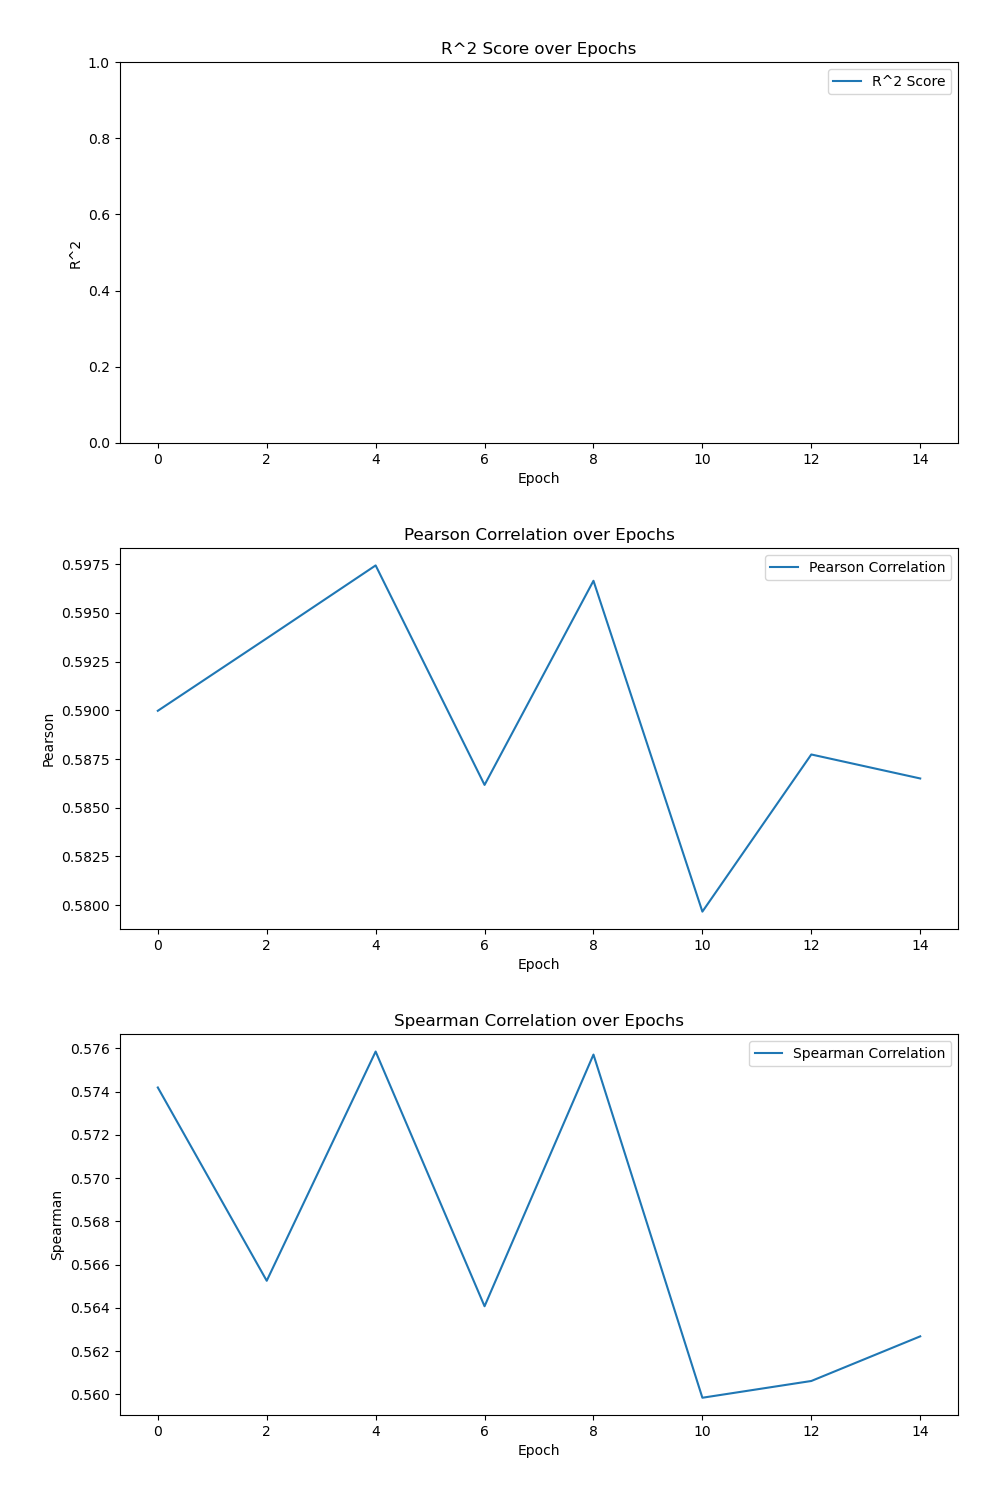 R^2 Score over Epochs
R^2 Score
1.0
0.8
0.6
0.4
0.2
0.0
R^2
0 2 4 6 8 10 12 14
Epoch
Pearson Correlation over Epochs
Pearson Correlation
0.5975
0.5950
0.5925
0.5900
0.5875
0.5850
0.5825
0.5800
Pearson
0 2 4 6 8 10 12 14
Epoch
Spearman Correlation over Epochs
Spearman Correlation
0.576
0.574
0.572
0.570
0.568
0.566
0.564
0.562
0.560
Spearman
0 2 4 6 8 10 12 14
Epoch